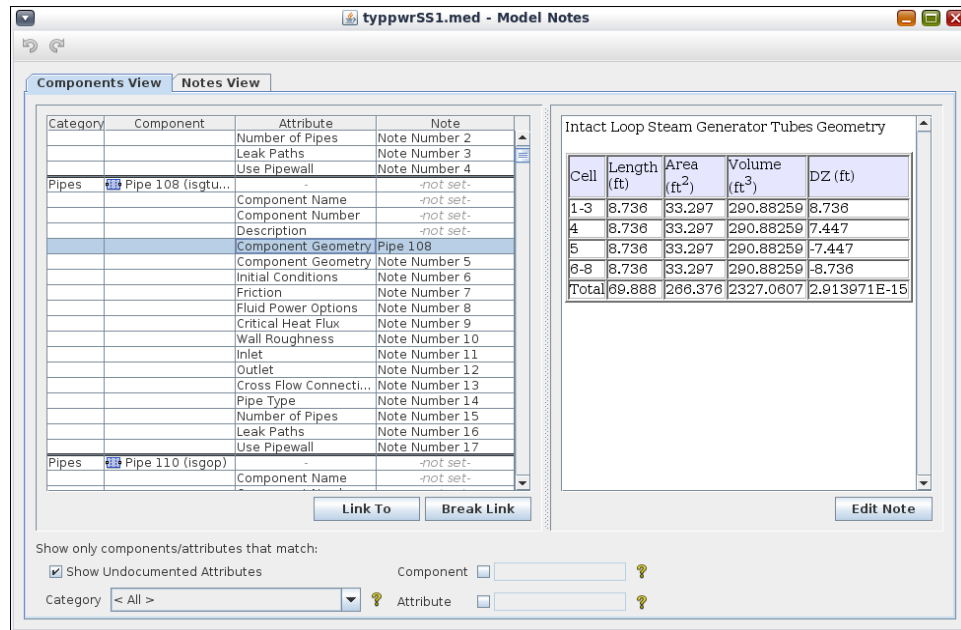 typpwrSS1.med - Model Notes
Components View Notes View
Category Component Attribute Note
Number of Pipes Note Number 2
Leak Paths Note Number 3
Use Pipewall Note Number 4
Pipes Pipe 108 (isgtu... - -not set-
Component Name -not set-
Component Number -not set-
Description -not set-
Component Geometry Pipe 108
Component Geometry Note Number 5
Initial Conditions Note Number 6
Friction Note Number 7
Fluid Power Options Note Number 8
Critical Heat Flux Note Number 9
Wall Roughness Note Number 10
Inlet Note Number 11
Outlet Note Number 12
Cross Flow Connecti... Note Number 13
Pipe Type Note Number 14
Number of Pipes Note Number 15
Leak Paths Note Number 16
Use Pipewall Note Number 17
Pipes Pipe 110 (isgop) - -not set-
Component Name -not set-
Link To Break Link
Intact Loop Steam Generator Tubes Geometry
Cell Length (ft) Area (ft²) Volume (ft³) DZ (ft)
1-3 8.736 33.297 290.88259 8.736
4 8.736 33.297 290.88259 7.447
5 8.736 33.297 290.88259 -7.447
6-8 8.736 33.297 290.88259 -8.736
Total 69.888 266.376 2327.0607 2.913971E-15
Edit Note
Show only components/attributes that match:
Show Undocumented Attributes Component ?
Category < All > ? Attribute ?